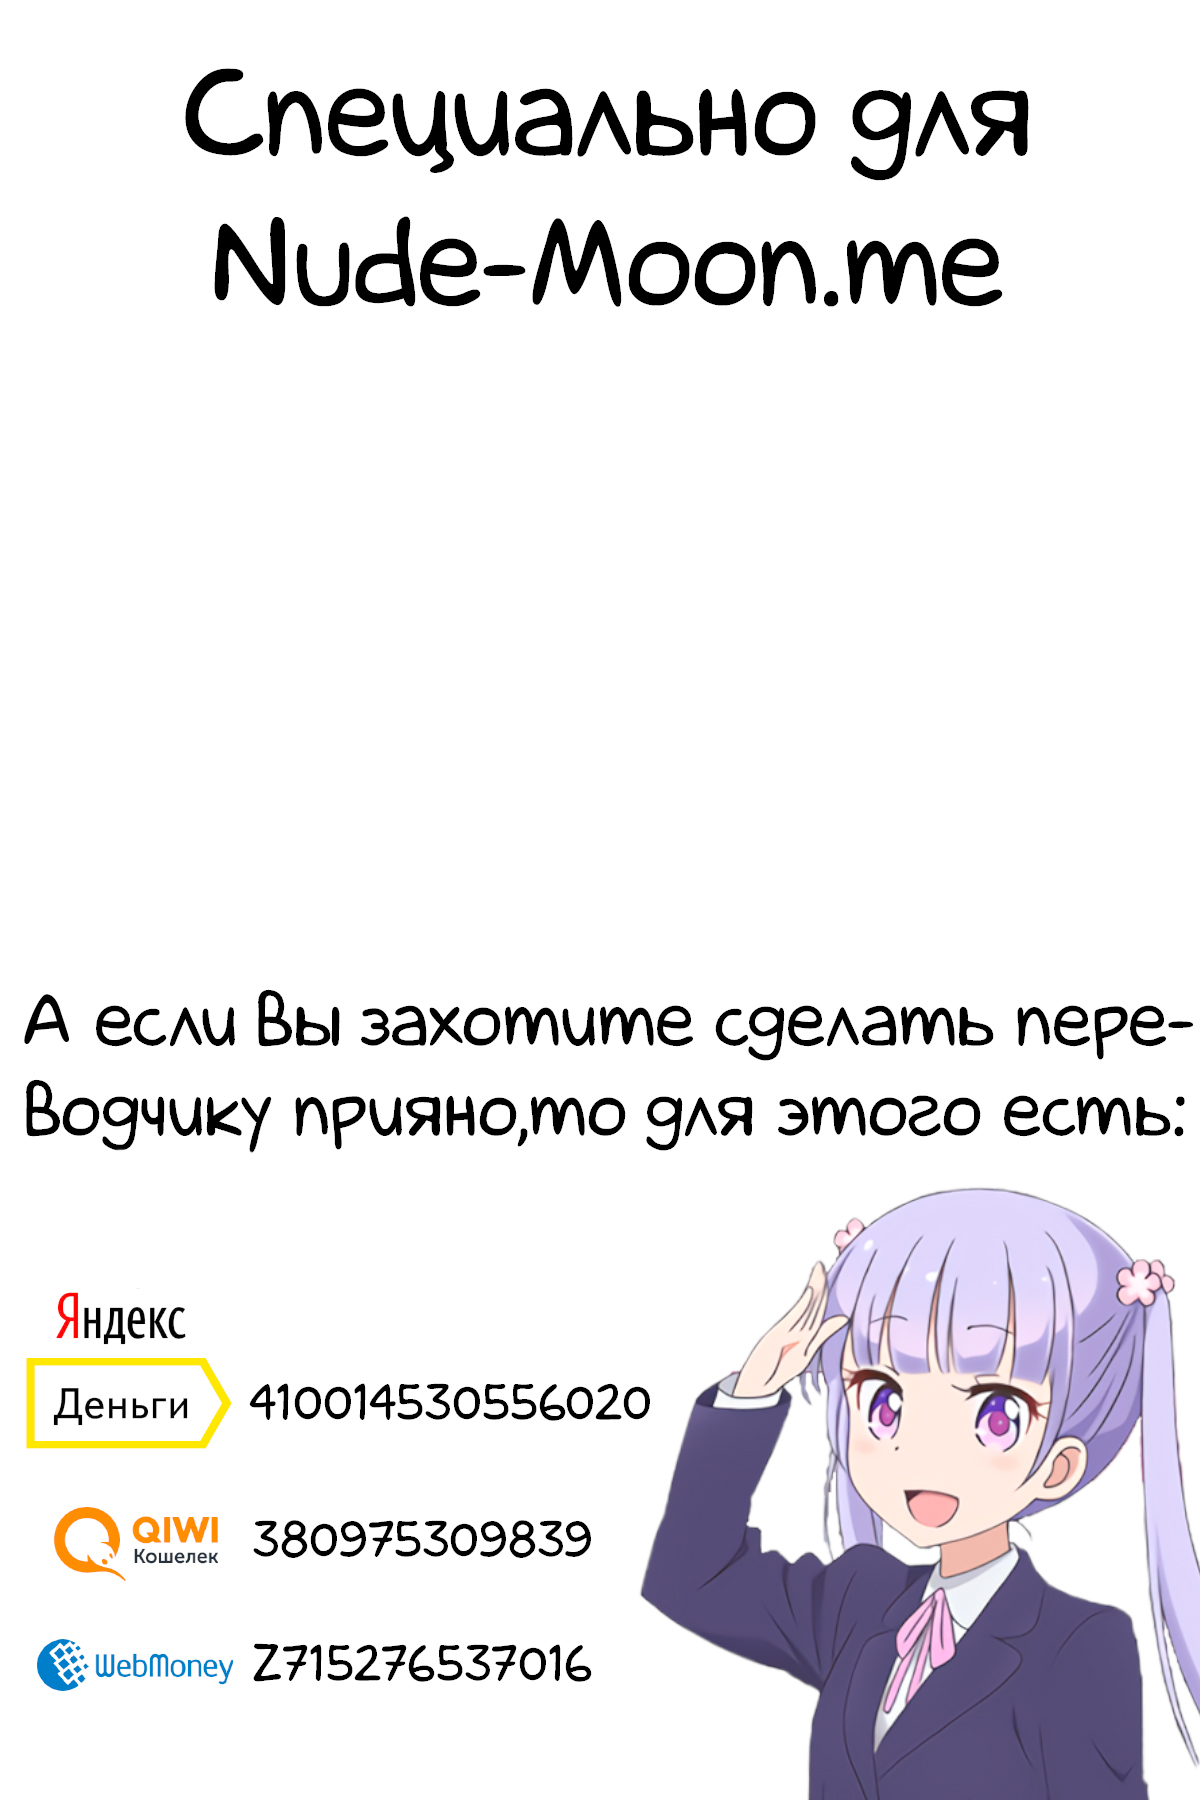 Специально для
Nude-Moon.me
А если Вы захотите сделать пере-
водчику прияно,то для этого есть:
Яндекс
Деньги 410014530556020
QIWI
Кошелек 380975309839
WebMoney Z715276537016